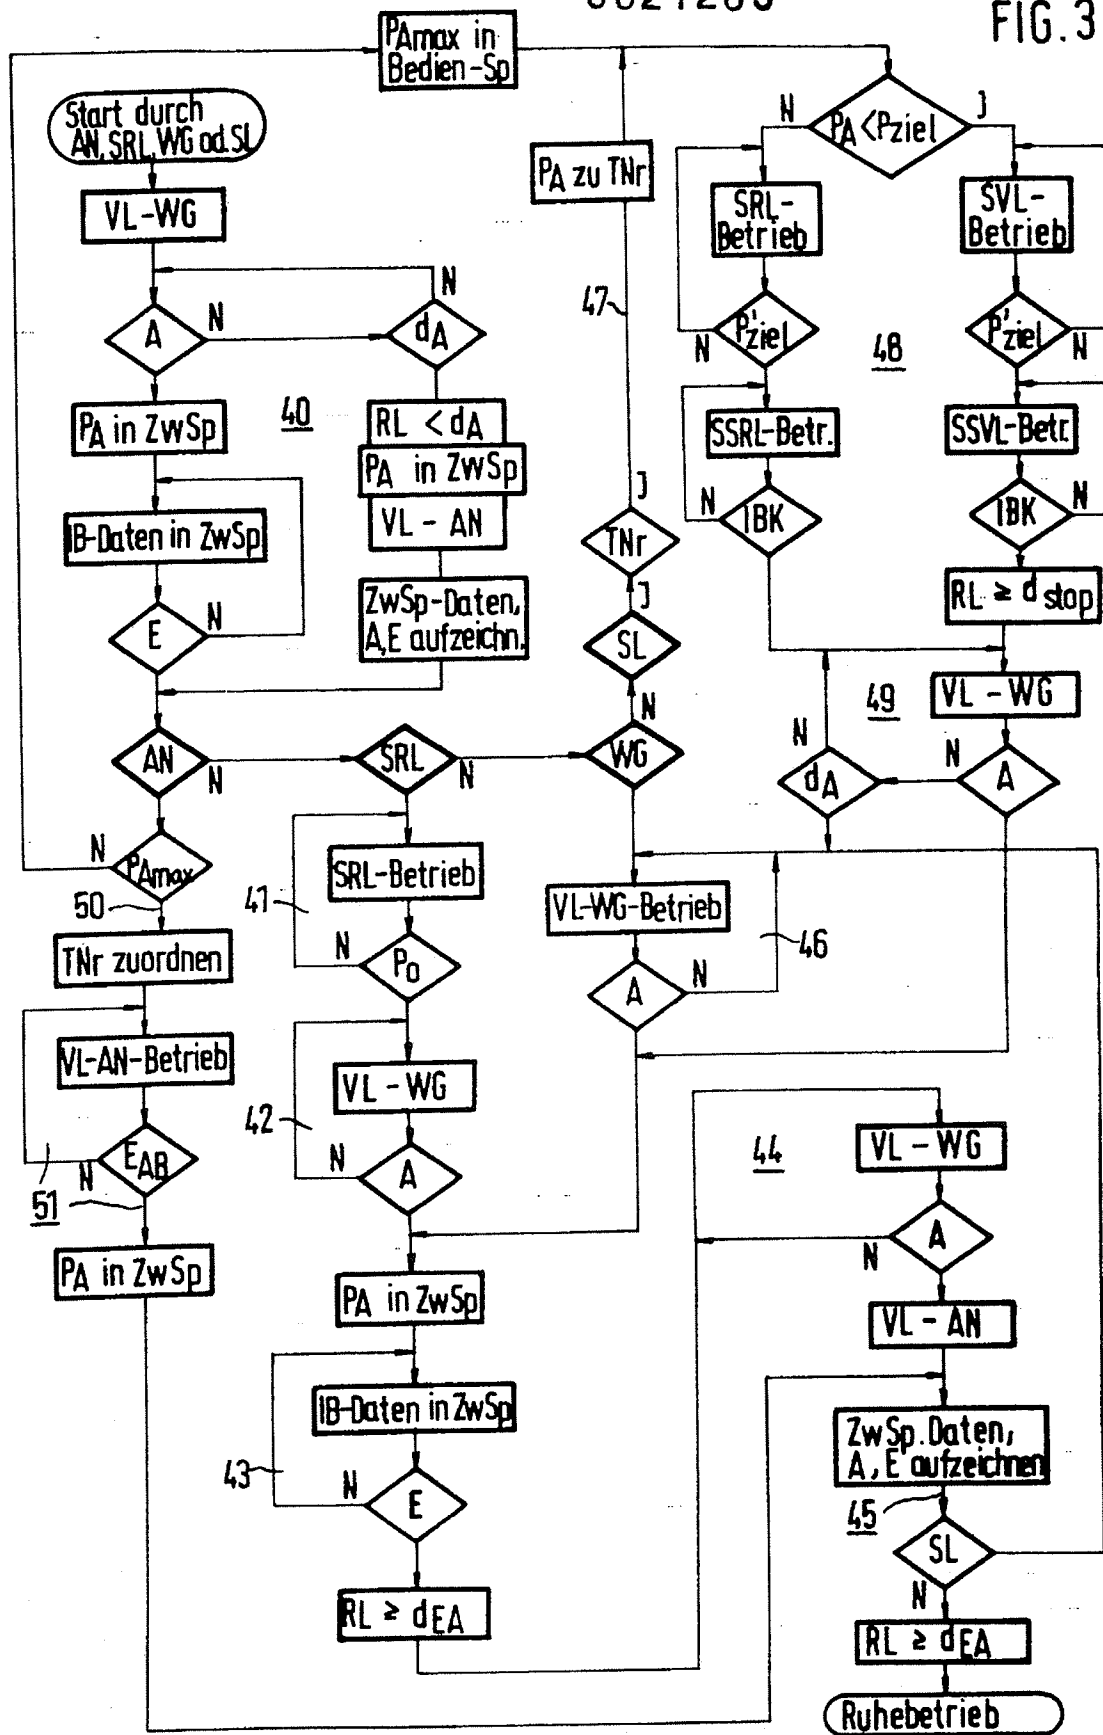 FIG.3
PAmax in
Bedien-Sp
Start durch
AN, SRL, WG od. SL
VL-WG
A
N
dA
N
PA in ZwSp
40
RL < dA
PA in ZwSp
VL - AN
IB-Daten in ZwSp
E
N
ZwSp-Daten,
A, E aufzeichn.
AN
N
SRL
N
WG
N
SL
J
TNr
J
47
PA zu TNr
PA < Pziel
N
J
SRL-
Betrieb
SVL-
Betrieb
P'ziel
N
P'ziel
N
48
SSRL-Betr.
SSVL-Betr.
IBK
N
IBK
N
RL ≥ d stop
49
VL - WG
A
N
dA
N
PAmax
N
50
TNr zuordnen
VL-AN-Betrieb
EAB
N
51
PA in ZwSp
SRL-Betrieb
41
P0
N
VL - WG
42
A
N
VL-WG-Betrieb
46
A
N
PA in ZwSp
IB-Daten in ZwSp
43
E
N
RL ≥ dEA
44
VL - WG
A
N
VL - AN
ZwSp.Daten,
A, E aufzeichnen
45
SL
N
RL ≥ dEA
Ruhebetrieb